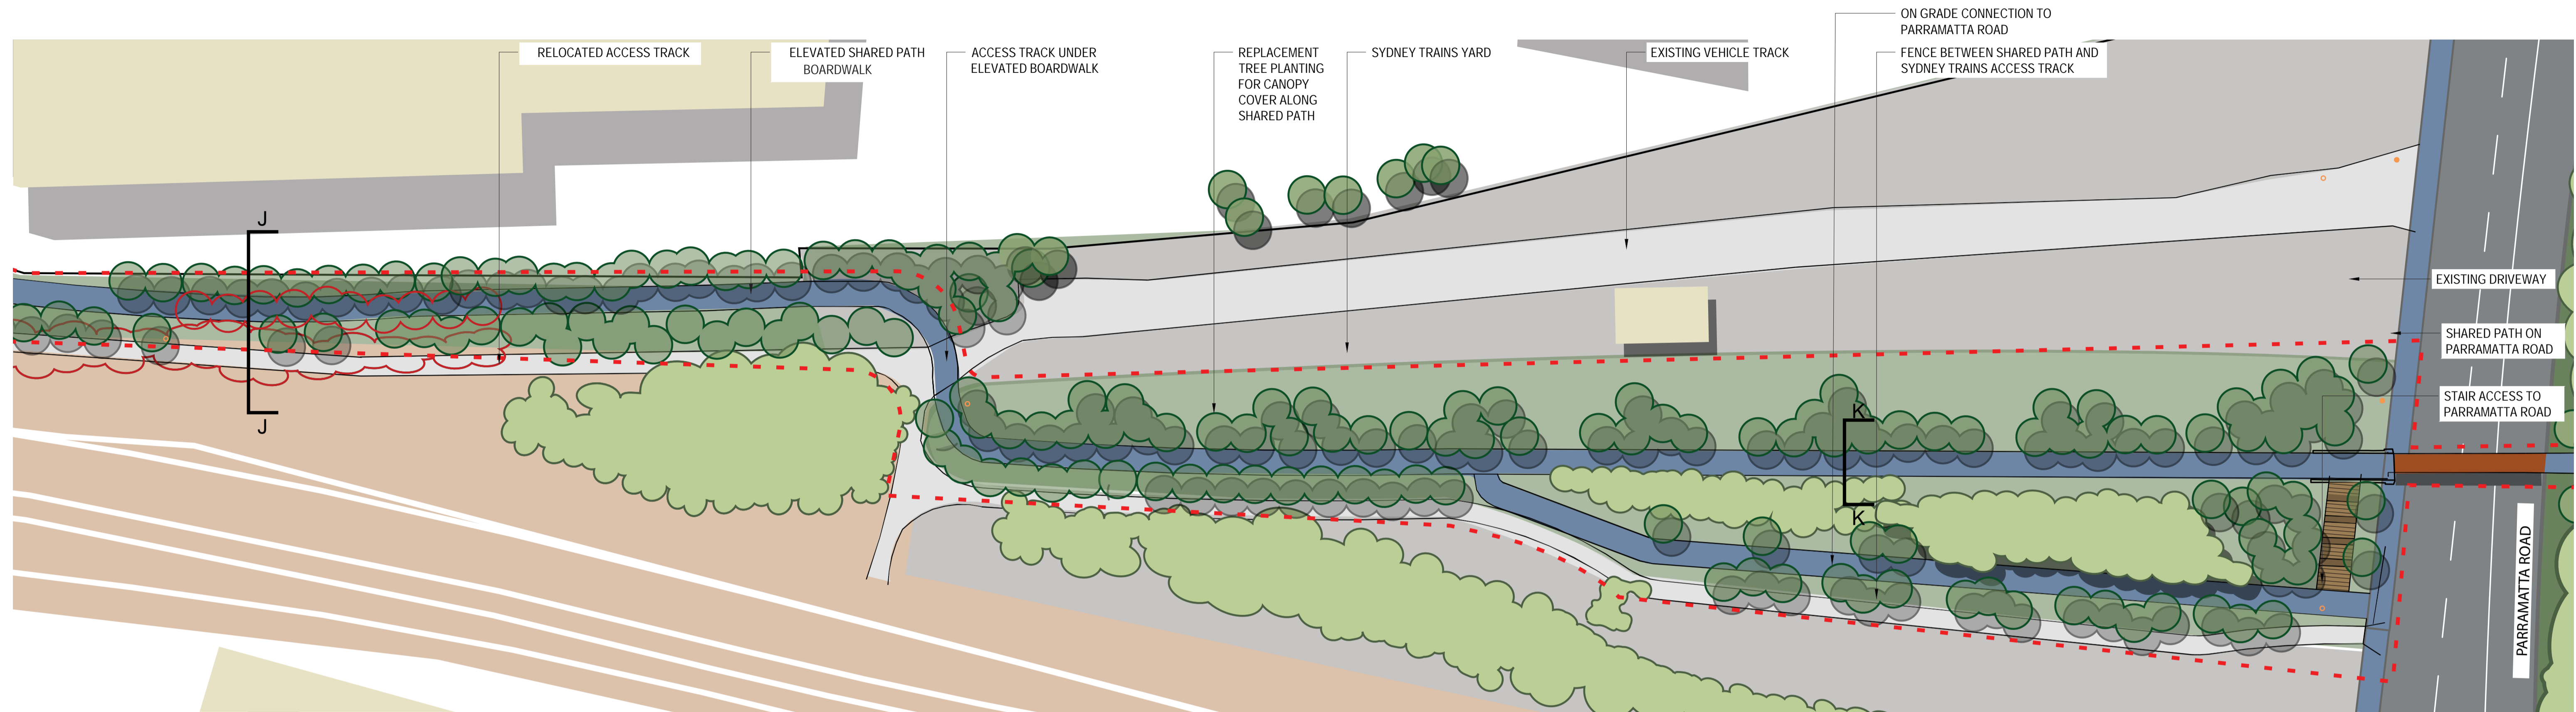 ON GRADE CONNECTION TO
PARRAMATTA ROAD
RELOCATED ACCESS TRACK
ELEVATED SHARED PATH
BOARDWALK
ACCESS TRACK UNDER
ELEVATED BOARDWALK
REPLACEMENT
TREE PLANTING
FOR CANOPY
COVER ALONG
SHARED PATH
SYDNEY TRAINS YARD
EXISTING VEHICLE TRACK
FENCE BETWEEN SHARED PATH AND
SYDNEY TRAINS ACCESS TRACK
J
J
EXISTING DRIVEWAY
SHARED PATH ON
PARRAMATTA ROAD
STAIR ACCESS TO
PARRAMATTA ROAD
K
K
PARRAMATTA ROAD